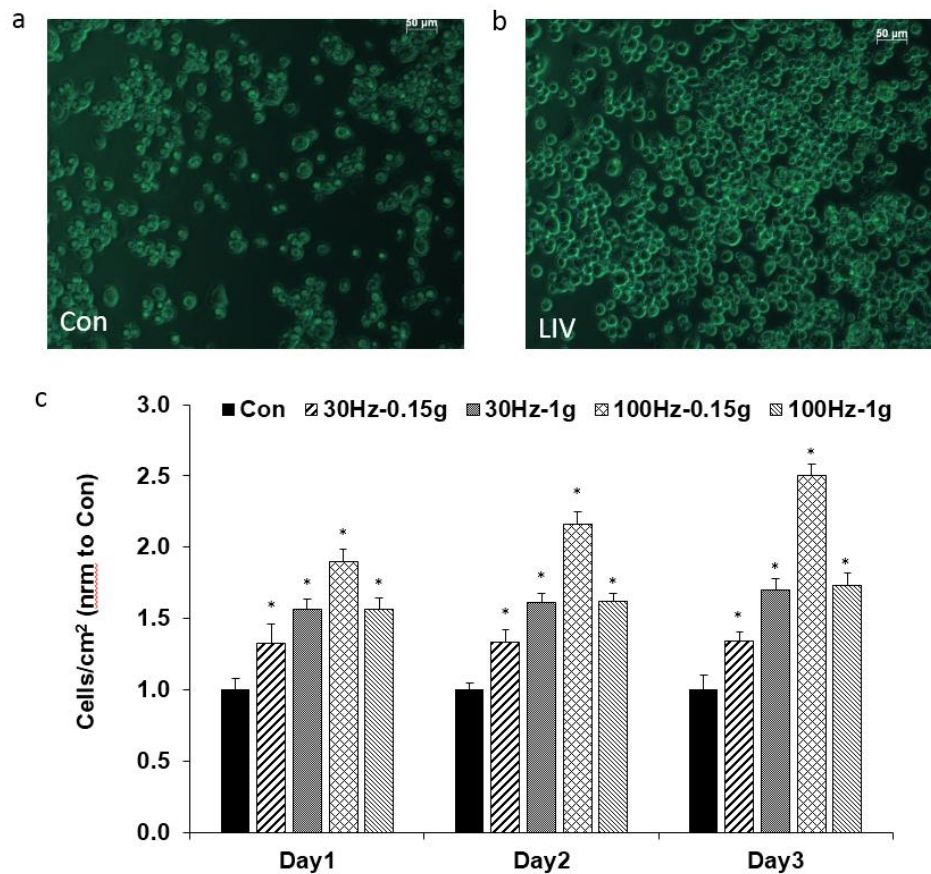 a
50 μm
Con
b
50 μm
LIV
c
Con 30Hz-0.15g 30Hz-1g 100Hz-0.15g 100Hz-1g
Cells/cm² (nrm to Con)
3.0
2.5
2.0
1.5
1.0
0.5
0.0
* * * *
* * * *
* * * *
Day1 Day2 Day3